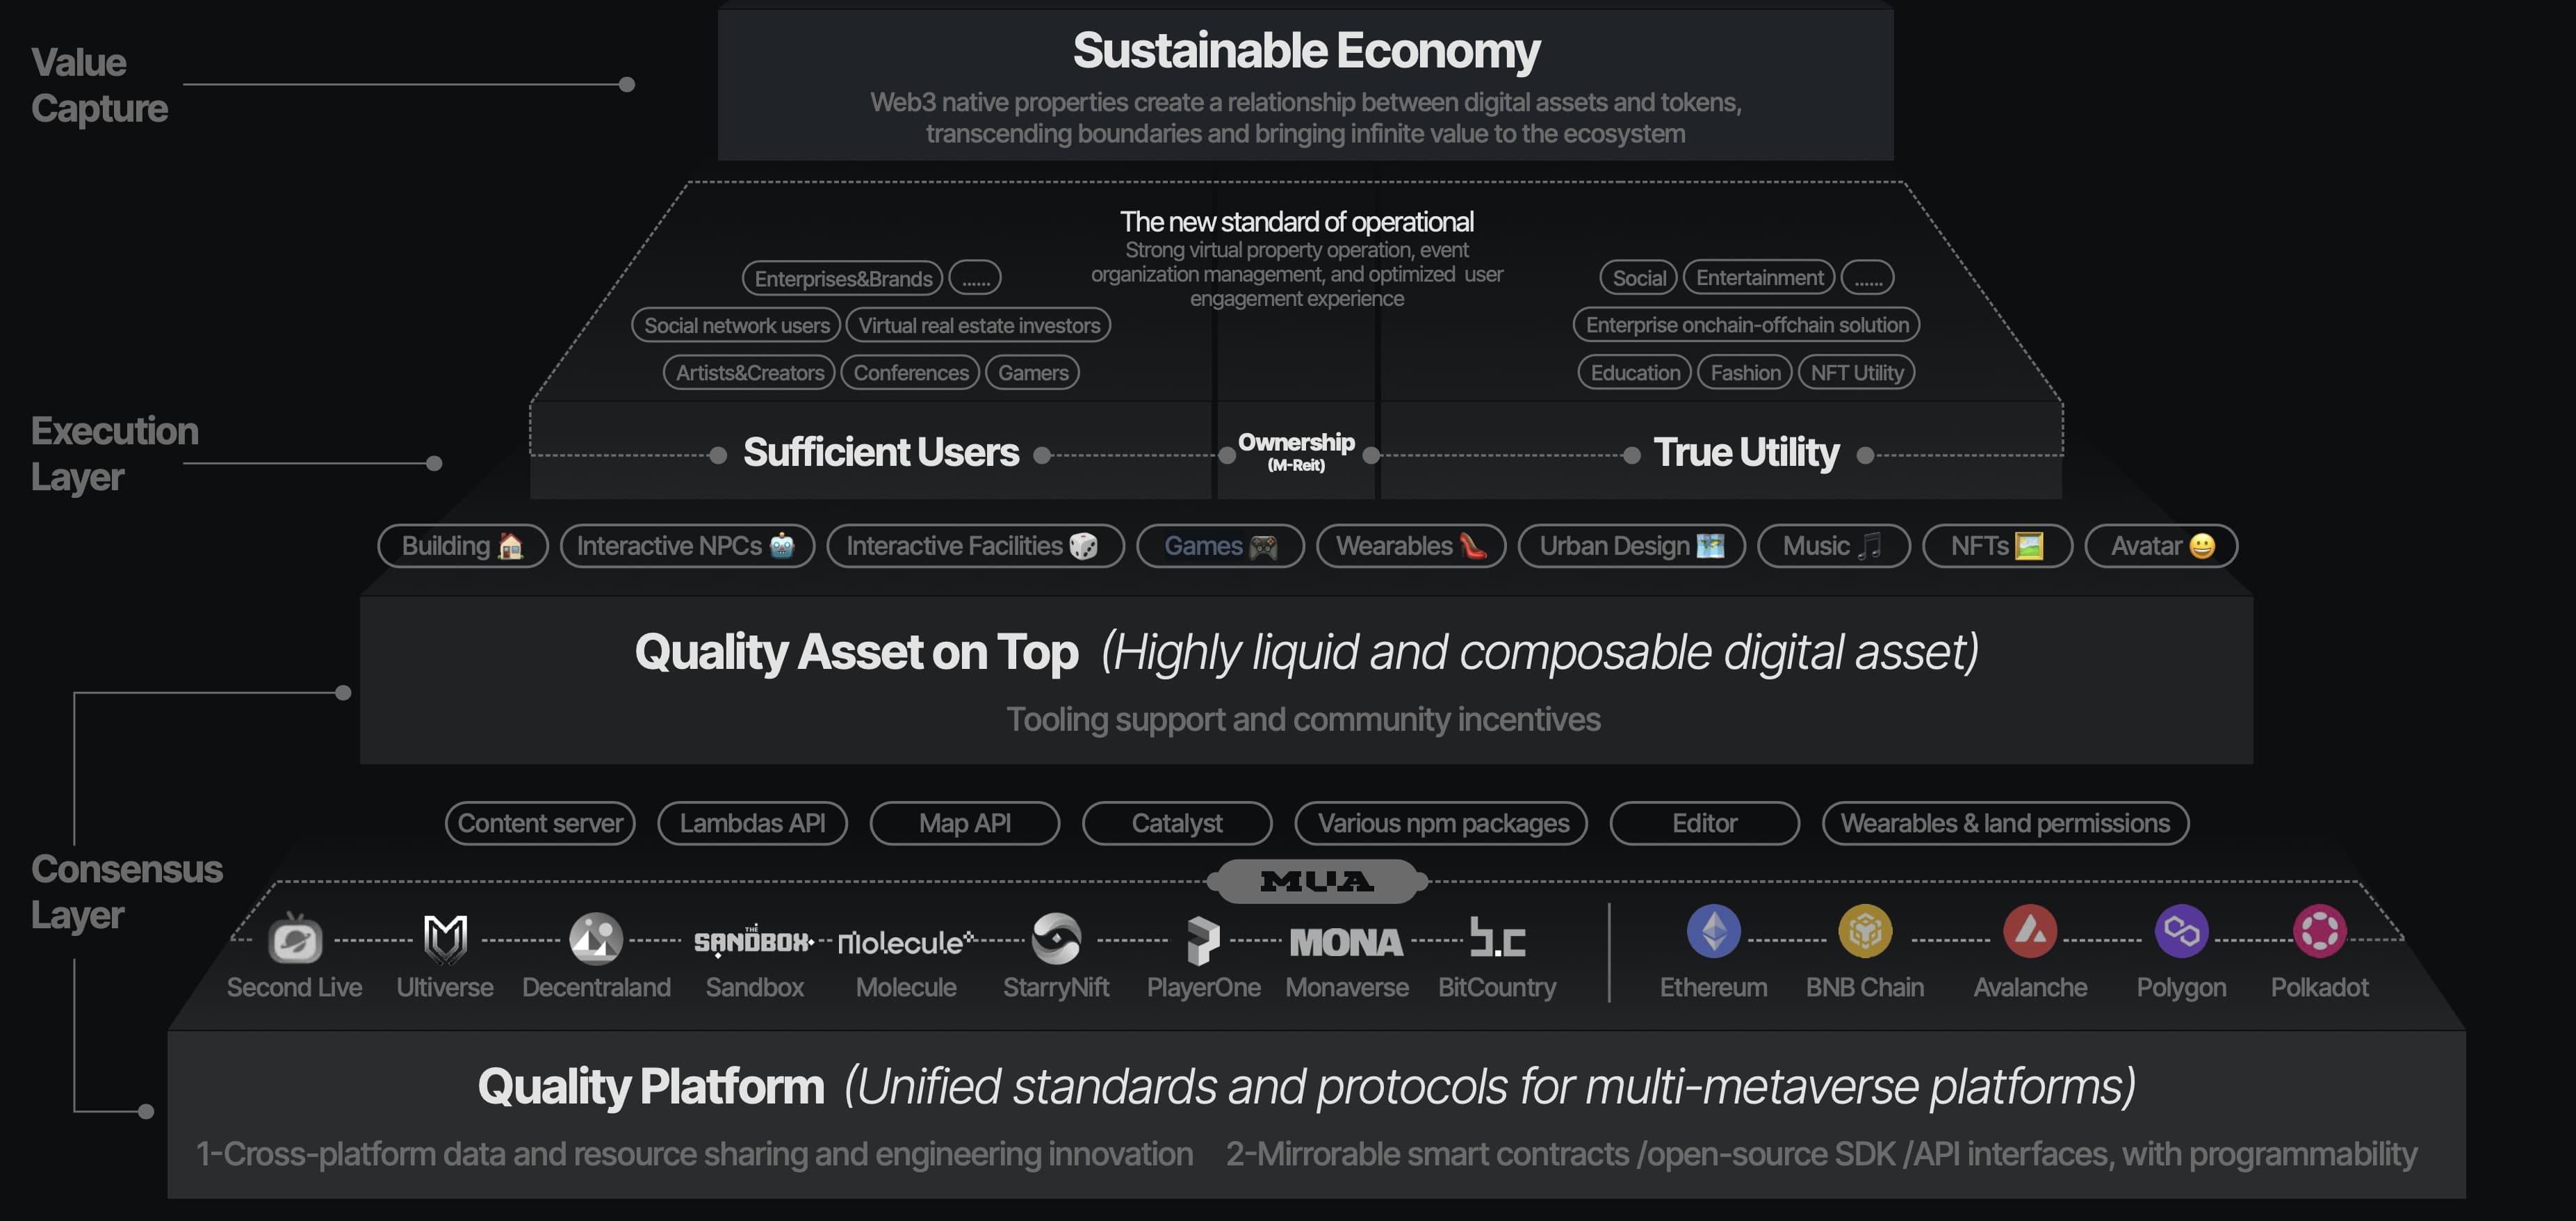 Value
Capture
Sustainable Economy
Web3 native properties create a relationship between digital assets and tokens,
transcending boundaries and bringing infinite value to the ecosystem
The new standard of operational
Strong virtual property operation, event
organization management, and optimized user
engagement experience
Enterprises&Brands ......
Social network users Virtual real estate investors
Artists&Creators Conferences Gamers
Social Entertainment ......
Enterprise onchain-offchain solution
Education Fashion NFT Utility
Execution
Layer
Sufficient Users
Ownership
(M-Reit)
True Utility
Building 🏠 Interactive NPCs 🤖 Interactive Facilities 🎲 Games 🎮 Wearables 👠 Urban Design 🗺️ Music 🎵 NFTs 🖼️ Avatar 😀
Quality Asset on Top (Highly liquid and composable digital asset)
Tooling support and community incentives
Content server Lambdas API Map API Catalyst Various npm packages Editor Wearables & land permissions
Consensus
Layer
MUA
THE
SANDBOX molecule MONA b.c
Second Live Ultiverse Decentraland Sandbox Molecule StarryNift PlayerOne Monaverse BitCountry Ethereum BNB Chain Avalanche Polygon Polkadot
Quality Platform (Unified standards and protocols for multi-metaverse platforms)
1-Cross-platform data and resource sharing and engineering innovation 2-Mirrorable smart contracts /open-source SDK /API interfaces, with programmability